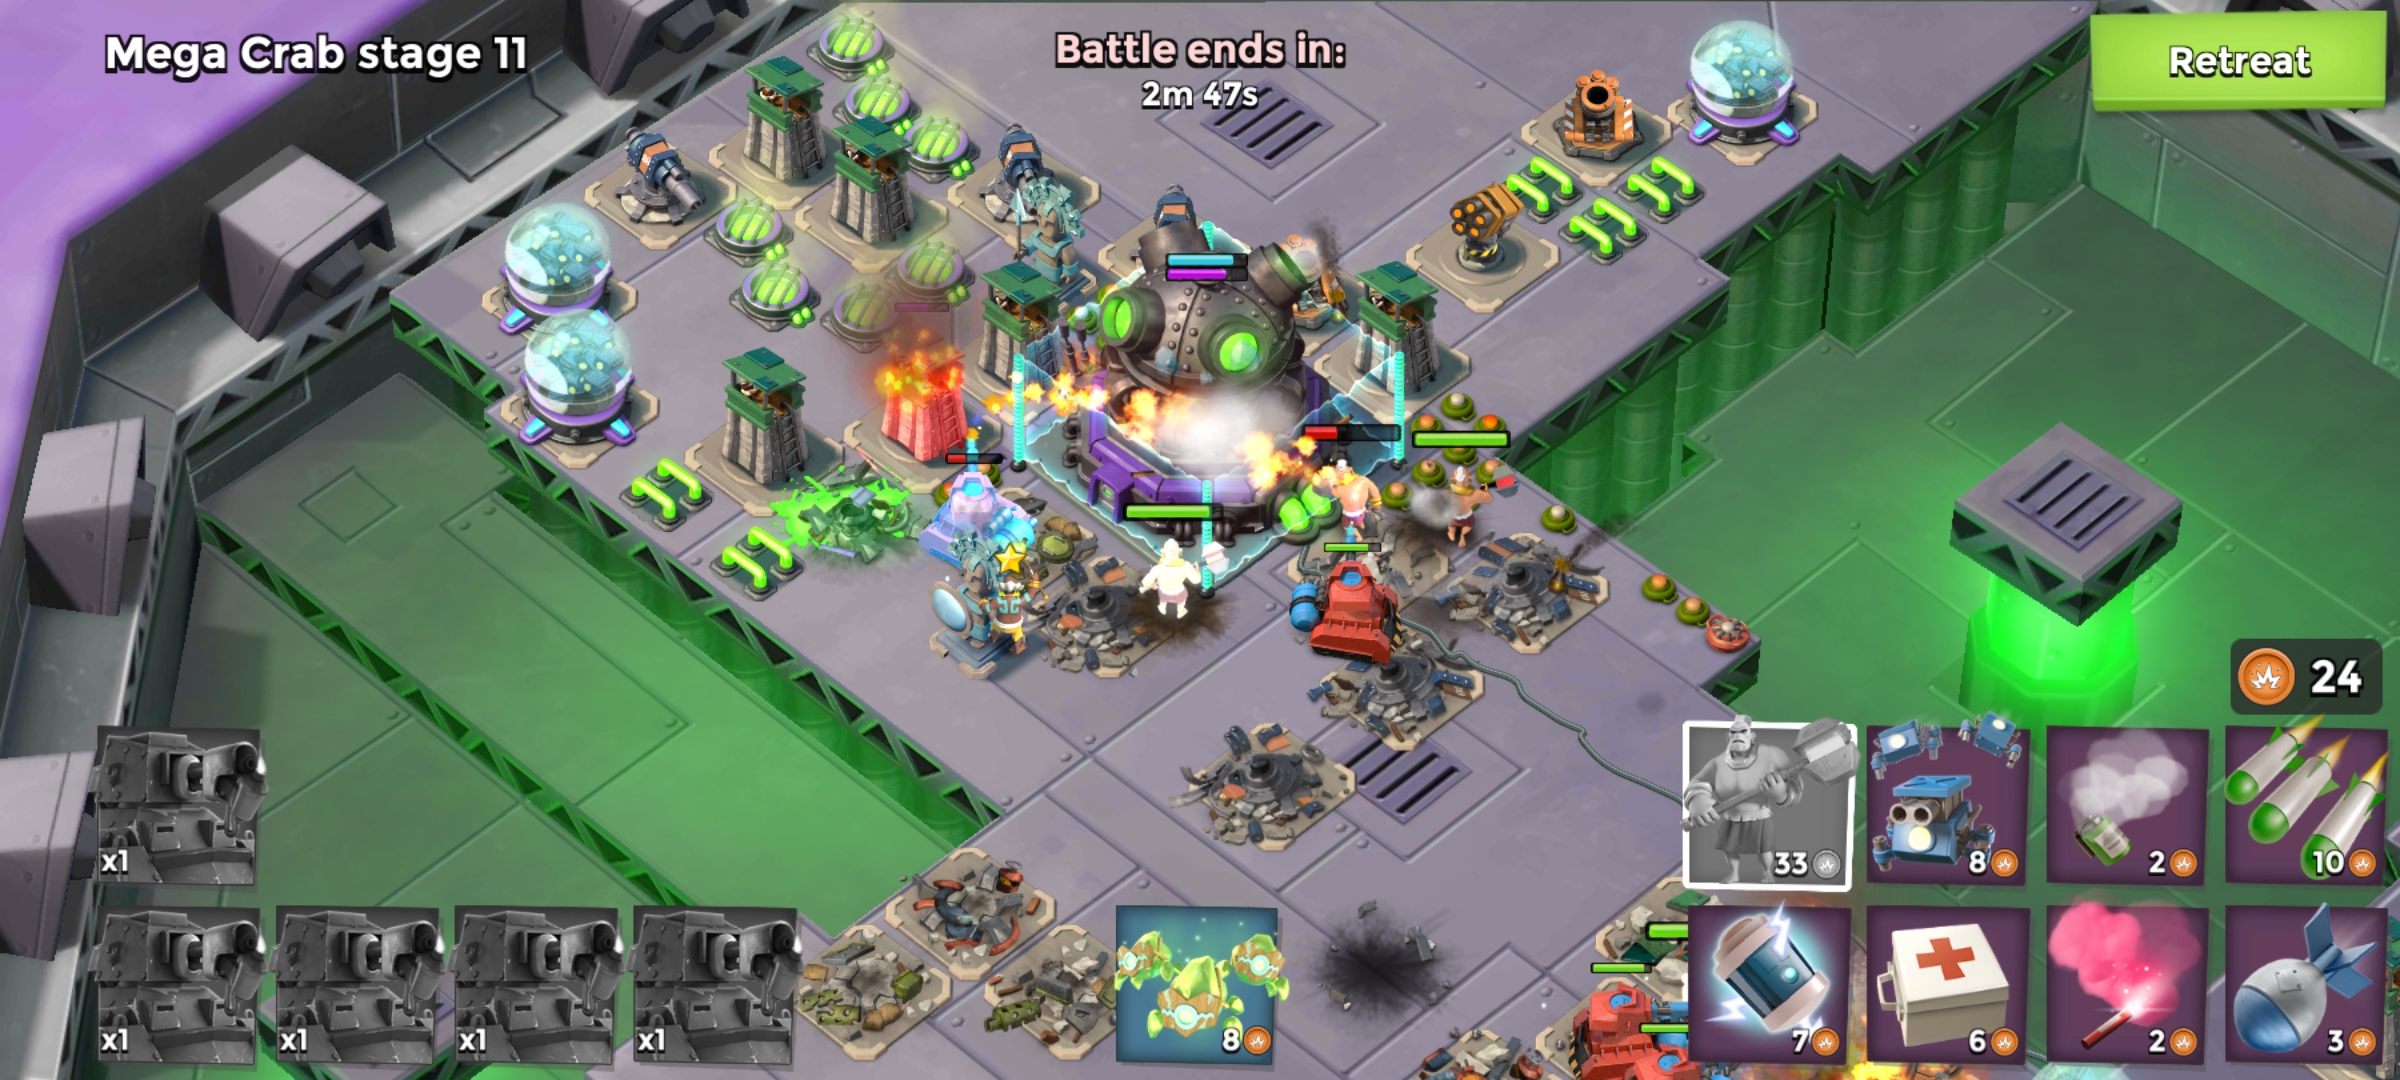 Mega Crab stage 11
Battle ends in:
2m 47s
Retreat
24
x1
33
8
2
10
x1
x1
x1
x1
8
7
6
2
3